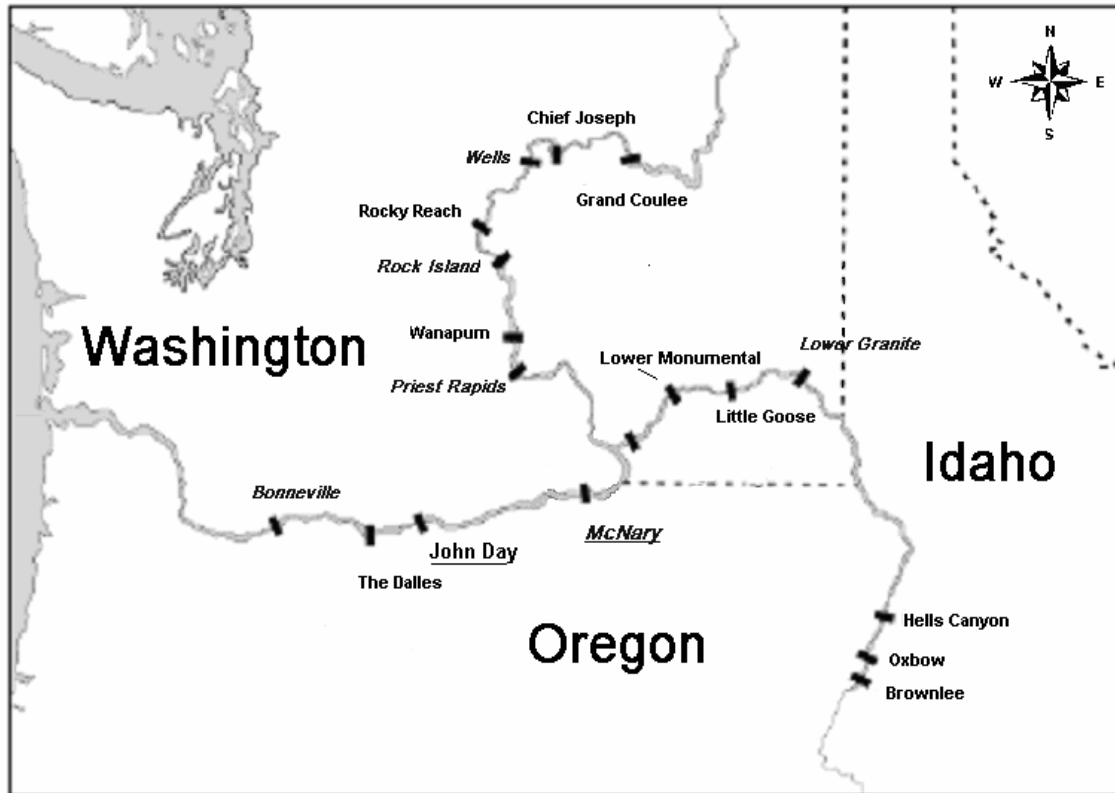 N
W
E
S
Chief Joseph
Wells
Grand Coulee
Rocky Reach
Rock Island
Washington
Wanapum
Priest Rapids
Lower Monumental
Lower Granite
Little Goose
Idaho
Bonneville
McNary
John Day
The Dalles
Oregon
Hells Canyon
Oxbow
Brownlee